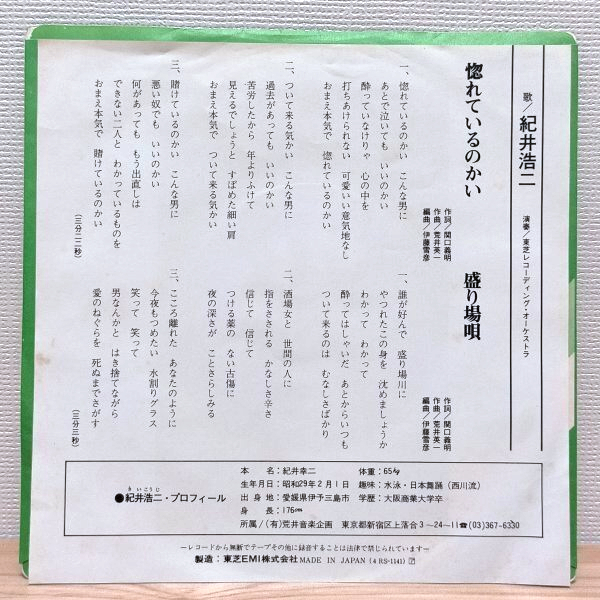 歌／紀井浩二
演奏／東芝レコーディング・オーケストラ
惚れているのかい
作詞／関口義明
作曲／荒井英一
編曲／伊藤雪彦
一、惚れているのかい こんな男に
あとで泣いても いいのかい
酔っていなけりゃ 心の中を
打ちあけられない 可愛いい意気地なし
おまえ本気で 惚れているのかい
二、ついて来る気かい こんな男に
過去があっても いいのかい
苦労したから 年よりふけて
見えるでしょうと すぼめた細い肩
おまえ本気で ついて来る気かい
三、賭けているのかい こんな男に
悪い奴でも いいのかい
何があっても もう出直しは
できない二人と わかっているものを
おまえ本気で 賭けているのかい
（三分二二秒）
盛り場唄
作詞／関口義明
作曲／荒井英一
編曲／伊藤雪彦
一、誰が好んで 盛り場川に
やつれたこの身を 沈めましょうか
わかって わかって
酔ってはしゃいだ あとからいつも
ついて来るのは むなしさばかり
二、酒場女と 世間の人に
指をさされる かなしさ辛さ
信じて 信じて
つける薬の ない古傷に
夜の深さが ことさらしみる
三、こころ離れた あなたのように
今夜もつめたい 水割りグラス
笑って 笑って
男なんかと はき捨てながら
愛のねぐらを 死ぬまでさがす
（三分三秒）
きいこうじ
●紀井浩二・プロフィール
本名：紀井幸二 体重：65㎏
生年月日：昭和29年2月1日 趣味：水泳・日本舞踊（西川流）
出身地：愛媛県伊予三島市 学歴：大阪商業大学卒
身長：176㎝
所属／（有）荒井音楽企画 東京都新宿区上落合3－24－11☎(03)367-6330
―レコードから無断でテープその他に録音することは法律で禁じられています―
製造：東芝EMI株式会社 MADE IN JAPAN (4 RS-1141)